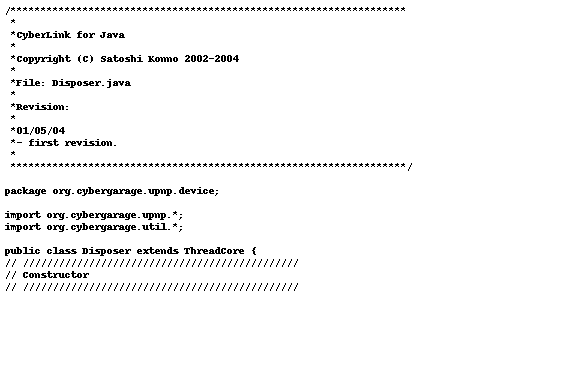 /******************************************************************
 *
 *CyberLink for Java
 *
 *Copyright (C) Satoshi Konno 2002-2004
 *
 *File: Disposer.java
 *
 *Revision:
 *
 *01/05/04
 *- first revision.
 *
 ******************************************************************/

package org.cybergarage.upnp.device;

import org.cybergarage.upnp.*;
import org.cybergarage.util.*;

public class Disposer extends ThreadCore {
// //////////////////////////////////////////////
// Constructor
// //////////////////////////////////////////////